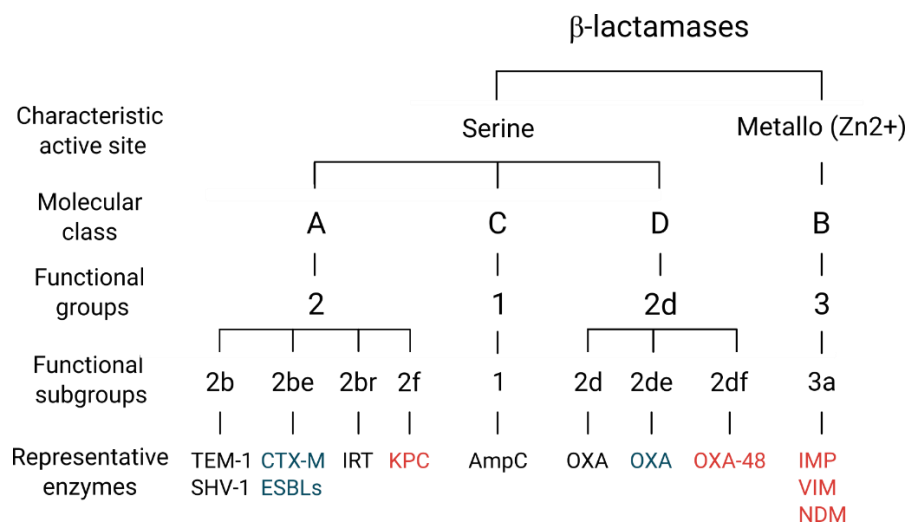 β-lactamases
Characteristic
active site
Serine
Metallo (Zn2+)
Molecular
class
A
C
D
B
Functional
groups
2
1
2d
3
Functional
subgroups
2b
2be
2br
2f
1
2d
2de
2df
3a
Representative
enzymes
TEM-1
SHV-1
CTX-M
ESBLs
IRT
KPC
AmpC
OXA
OXA
OXA-48
IMP
VIM
NDM